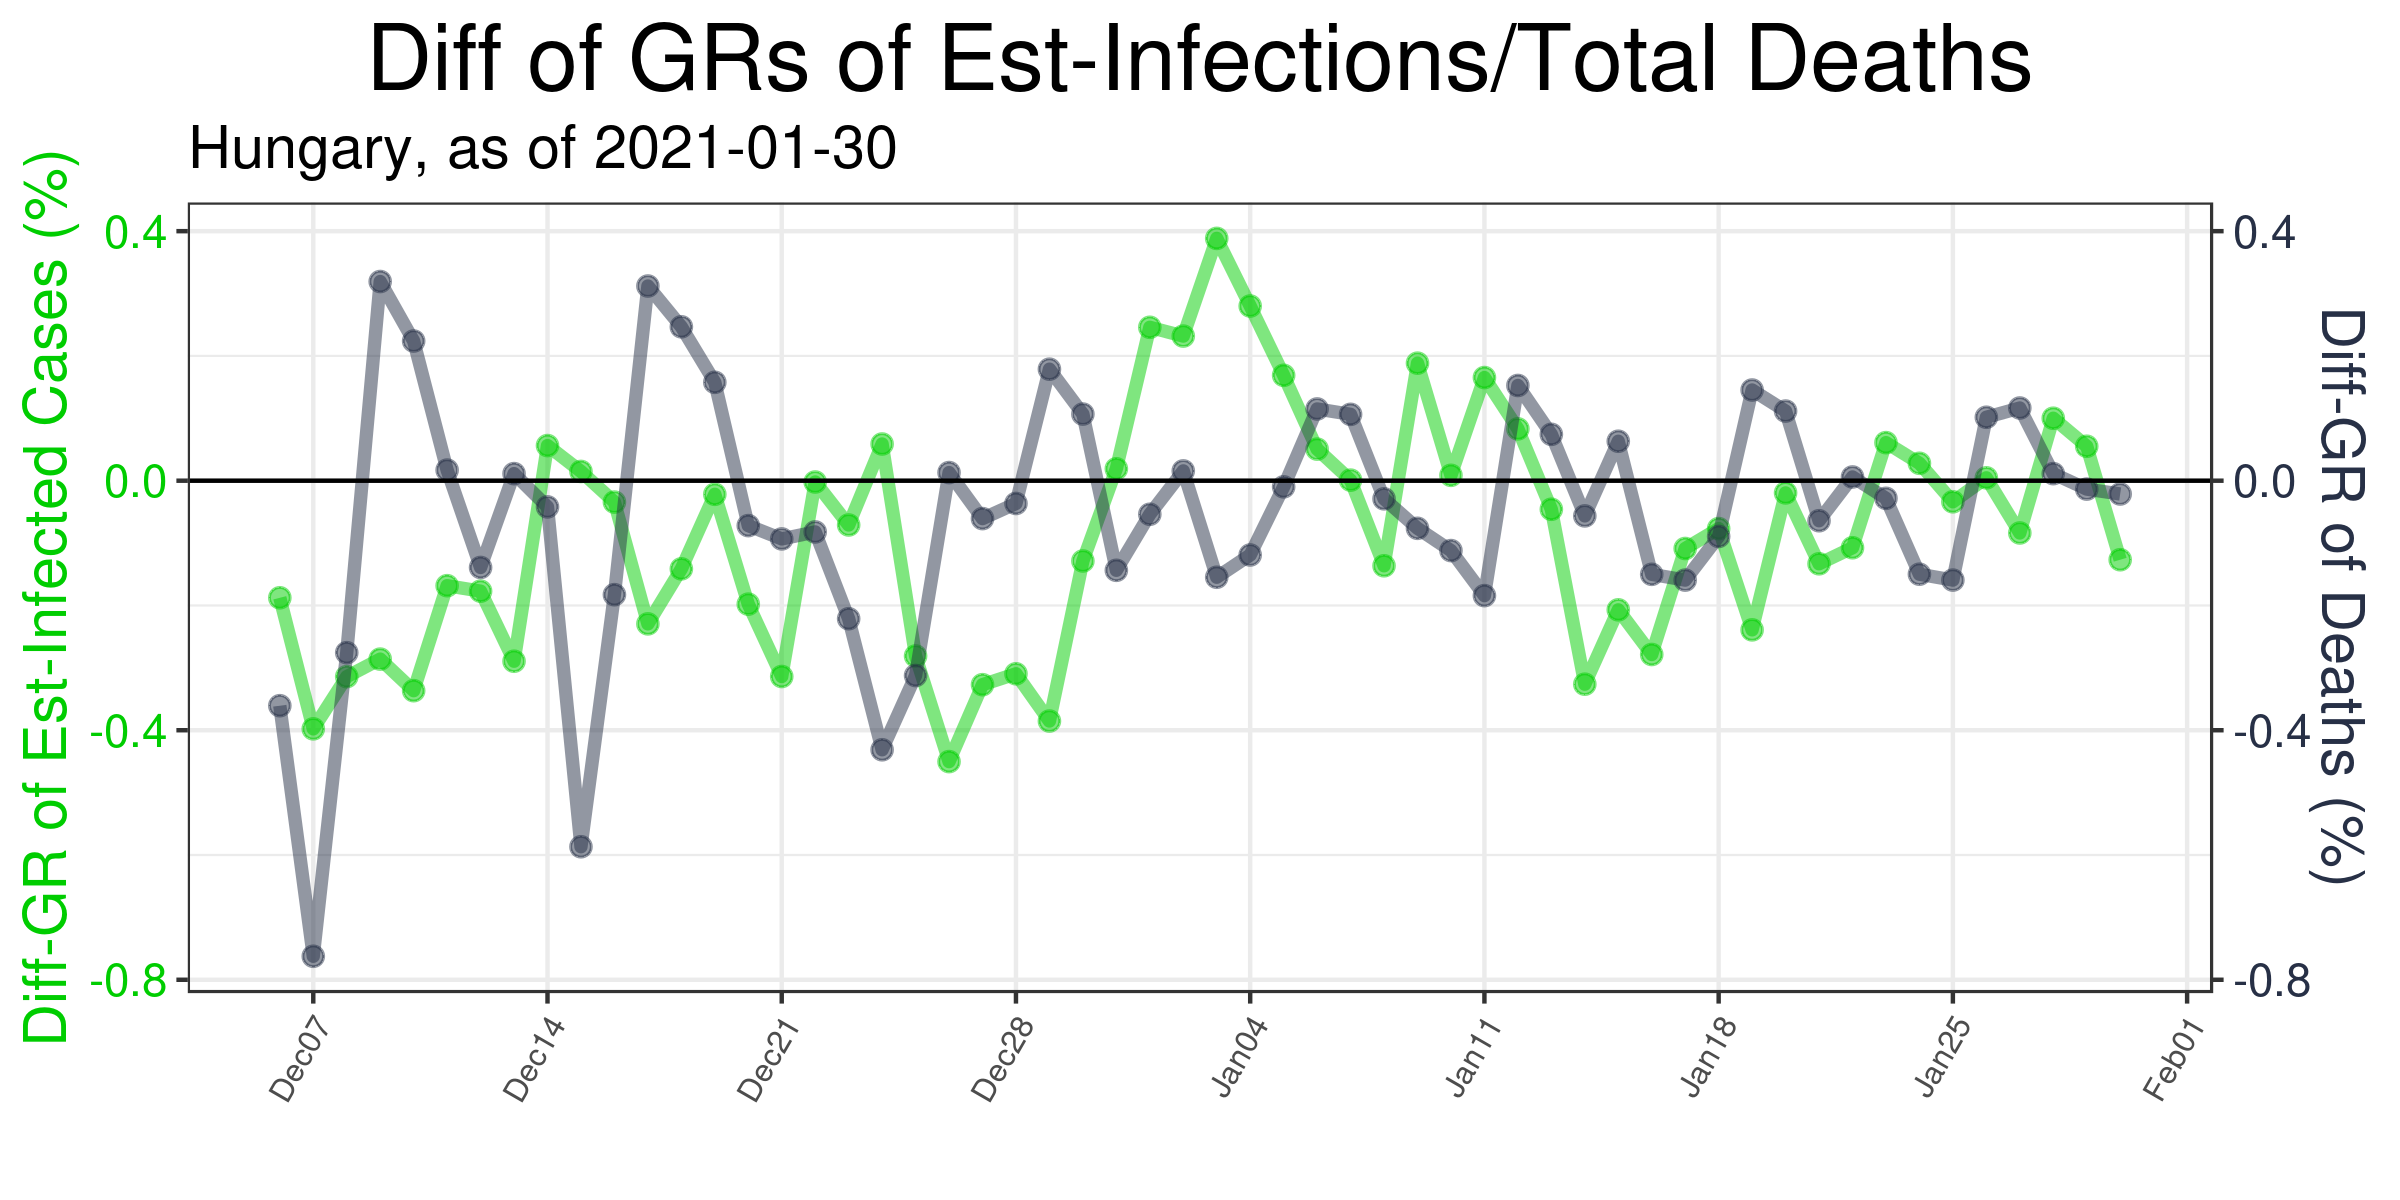 Diff of GRs of Est-Infections/Total Deaths
Hungary, as of 2021-01-30
Diff-GR of Est-Infected Cases (%)
0.4
0.0
-0.4
-0.8
0.4
0.0
-0.4
-0.8
Diff-GR of Deaths (%)
Dec07
Dec14
Dec21
Dec28
Jan04
Jan11
Jan18
Jan25
Feb01